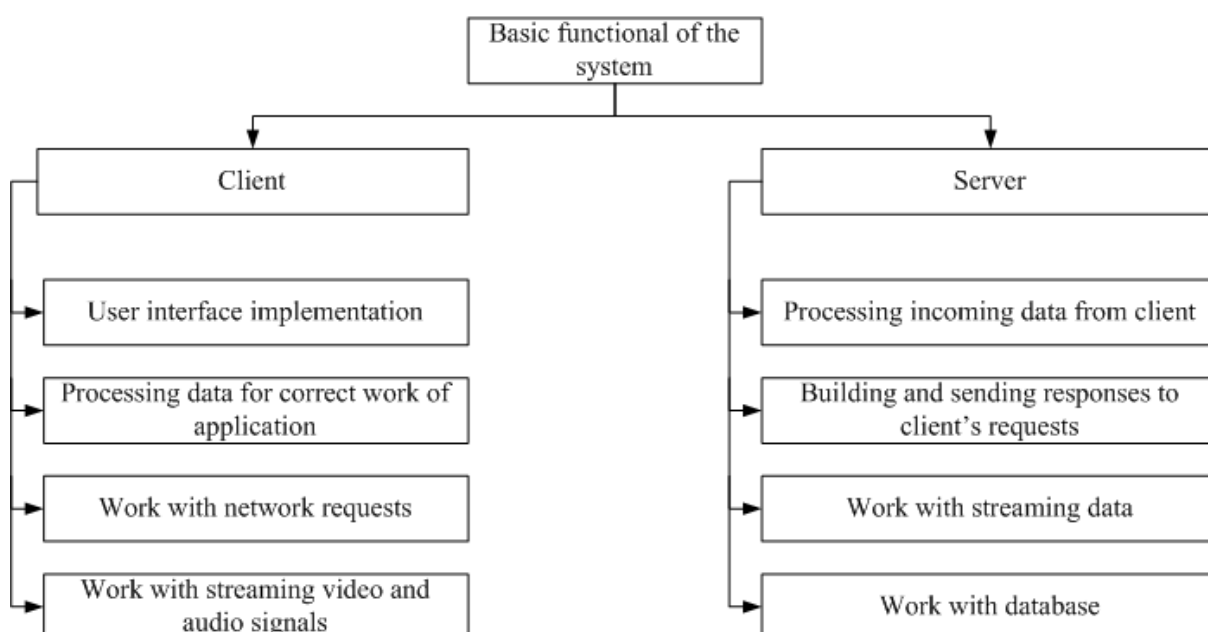 Basic functional of the
system
Client
Server
User interface implementation
Processing data for correct work of
application
Work with network requests
Work with streaming video and
audio signals
Processing incoming data from client
Building and sending responses to
client’s requests
Work with streaming data
Work with database